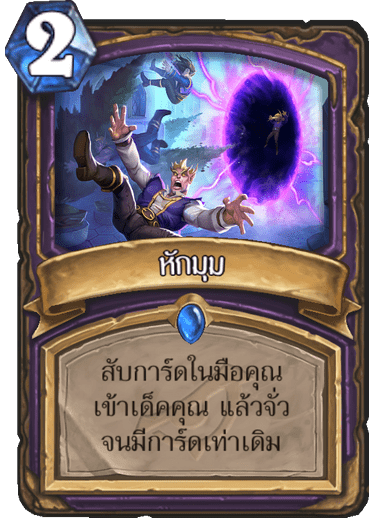 2
หักมุม
สับการ์ดในมือคุณ
เข้าเด็คคุณ แล้วจั่ว
จนมีการ์ดเท่าเดิม